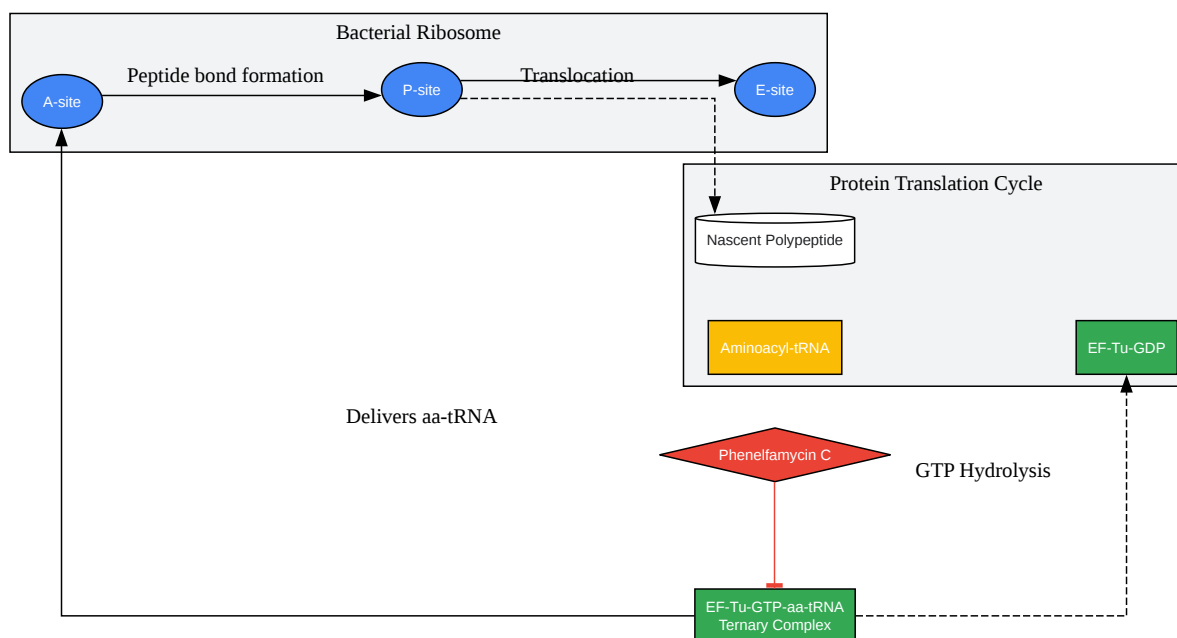 Bacterial Ribosome
Peptide bond formation
Translocation
A-site
P-site
E-site
Protein Translation Cycle
Nascent Polypeptide
Aminoacyl-tRNA
EF-Tu-GDP
Delivers aa-tRNA
Phenelfamycin C
GTP Hydrolysis
EF-Tu-GTP-aa-tRNA
Ternary Complex